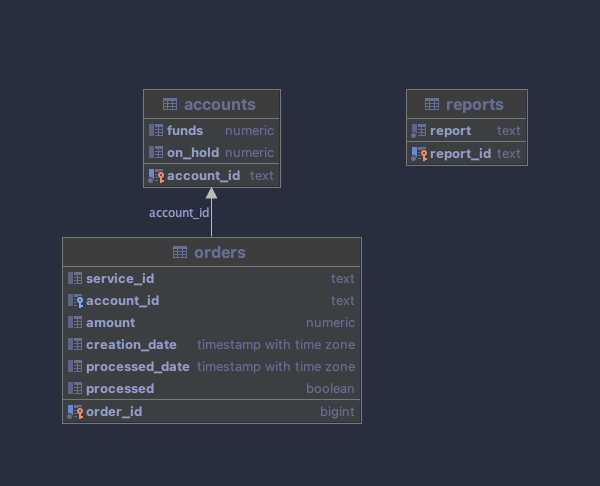 accounts
funds numeric
on_hold numeric
account_id text
reports
report text
report_id text
account_id
orders
service_id text
account_id text
amount numeric
creation_date timestamp with time zone
processed_date timestamp with time zone
processed boolean
order_id bigint